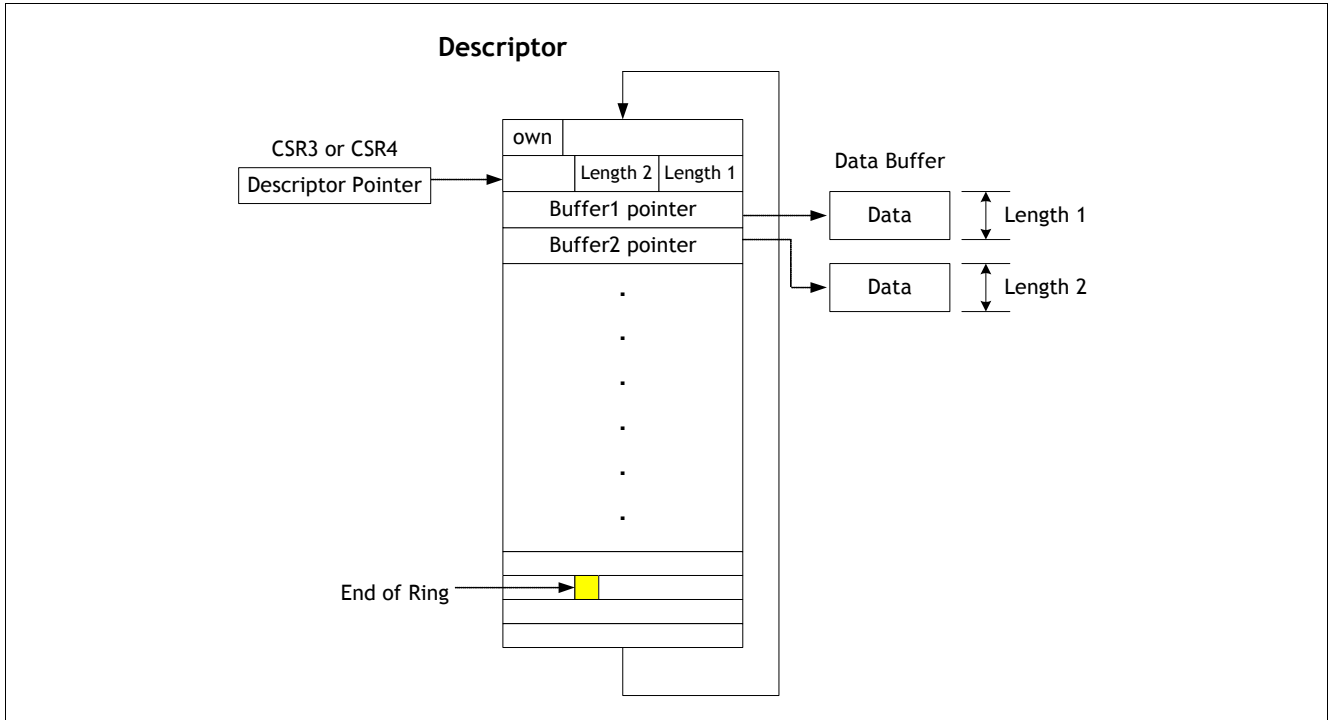 Descriptor
own
CSR3 or CSR4
Descriptor Pointer
Length 2
Length 1
Buffer1 pointer
Buffer2 pointer
Data Buffer
Data
Length 1
Data
Length 2
.
.
.
.
.
.
End of Ring